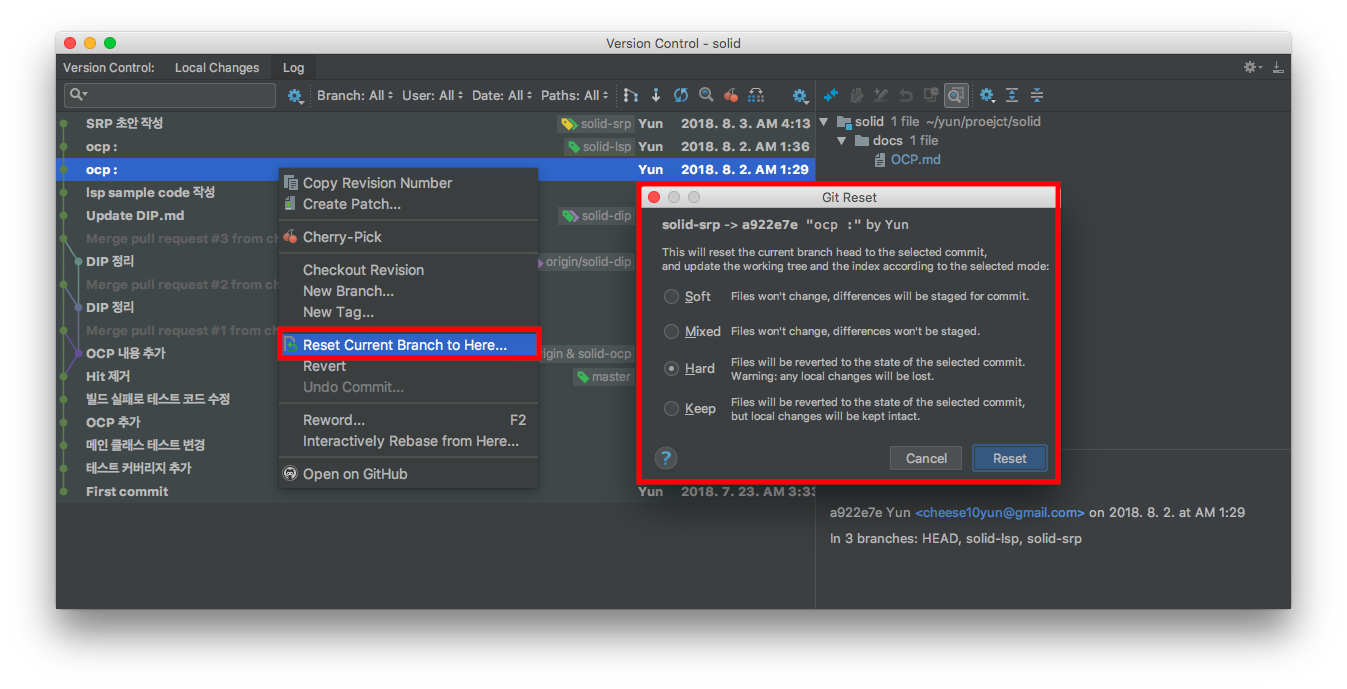 Version Control - solid
Version Control: Local Changes Log
Branch: All User: All Date: All Paths: All
SRP 초안 작성 solid-srp Yun 2018. 8. 3. AM 4:13
ocp : solid-lsp Yun 2018. 8. 2. AM 1:36
ocp : Yun 2018. 8. 2. AM 1:29
lsp sample code 작성
Update DIP.md solid-dip
Merge pull request #3 from
DIP 정리 origin/solid-dip
Merge pull request #2 from
DIP 정리
Merge pull request #1 from
OCP 내용 추가 & solid-ocp
Hit 제거 master
빌드 실패로 테스트 코드 수정
OCP 추가
메인 클래스 테스트 변경
테스트 커버리지 추가
First commit Yun 2018. 7. 23. AM 3:33
Copy Revision Number
Create Patch...
Cherry-Pick
Checkout Revision
New Branch...
New Tag...
Reset Current Branch to Here...
Revert
Undo Commit...
Reword... F2
Interactively Rebase from Here...
Open on GitHub
solid 1 file ~/yun/proejct/solid
docs 1 file
OCP.md
Git Reset
solid-srp -> a922e7e "ocp :" by Yun
This will reset the current branch head to the selected commit,
and update the working tree and the index according to the selected mode:
Soft Files won't change, differences will be staged for commit.
Mixed Files won't change, differences won't be staged.
Hard Files will be reverted to the state of the selected commit.
Warning: any local changes will be lost.
Keep Files will be reverted to the state of the selected commit,
but local changes will be kept intact.
? Cancel Reset
a922e7e Yun <cheese10yun@gmail.com> on 2018. 8. 2. at AM 1:29
In 3 branches: HEAD, solid-lsp, solid-srp